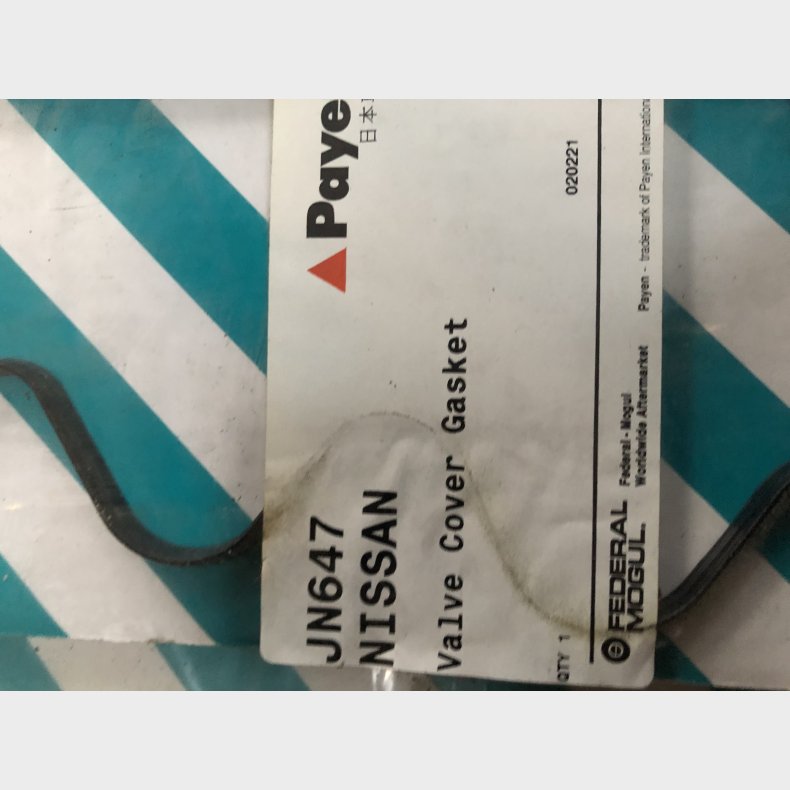 JN647
NISSAN
Paye
日本
Valve Cover Gasket
QTY 1
020221
FEDERAL
MOGUL.
Federal - Mogul
Worldwide Aftermarket
Payen - trademark of Payen International